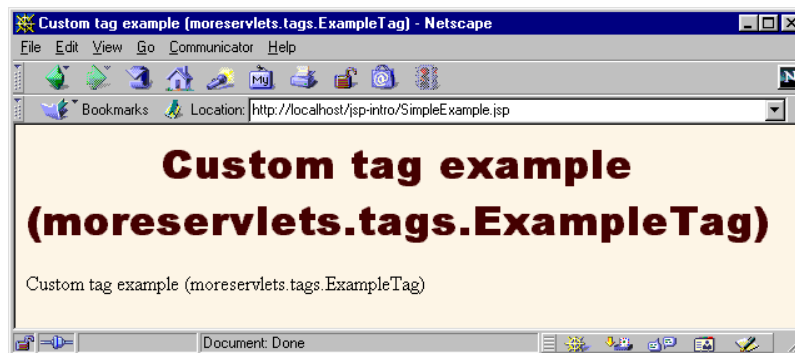 Custom tag example (moreservlets.tags.ExampleTag) - Netscape
File Edit View Go Communicator Help
My
N
Bookmarks Location: http://localhost/jsp-intro/SimpleExample.jsp
Custom tag example
(moreservlets.tags.ExampleTag)
Custom tag example (moreservlets.tags.ExampleTag)
Document: Done